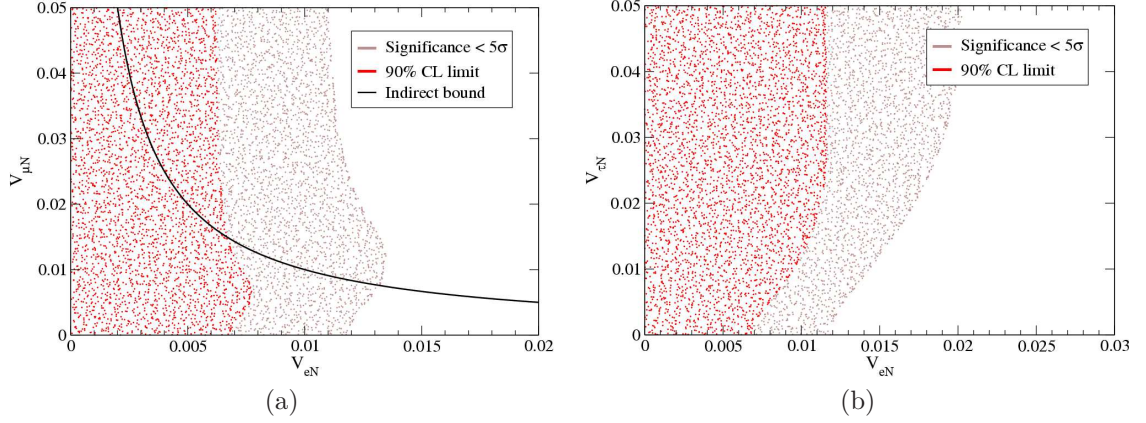 0.05
0.04
0.03
0.02
0.01
0
V_μN
Significance < 5σ
90% CL limit
Indirect bound
0 0.005 0.01 0.015 0.02
V_eN
(a)
0.05
0.04
0.03
0.02
0.01
0
V_τN
Significance < 5σ
90% CL limit
0 0.005 0.01 0.015 0.02 0.025 0.03
V_eN
(b)